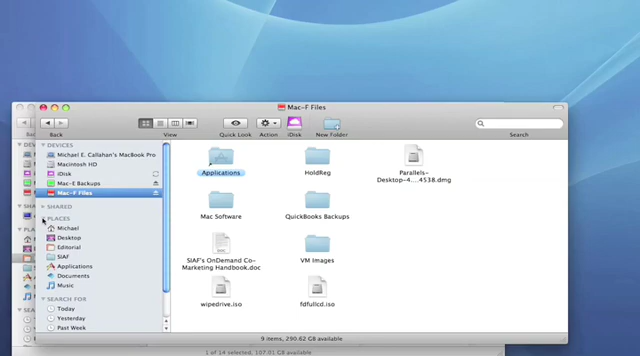 Mac-F Files
Back
View
Quick Look
Action
iDisk
New Folder
Search
DEVICES
Michael E. Callahan's MacBook Pro
Macintosh HD
iDisk
Mac-E Backups
Mac-F Files
SHARED
PLACES
Michael
Desktop
Editorial
SIAF
Applications
Documents
Music
SEARCH FOR
Today
Yesterday
Past Week
Applications
HoldReg
Parallels-
Desktop-4....4538.dmg
Mac Software
QuickBooks Backups
SIAF's OnDemand Co-
Marketing Handbook.doc
VM Images
wipedrive.iso
fdfullcd.iso
9 items, 290.62 GB available
1 of 14 selected, 107.01 GB available